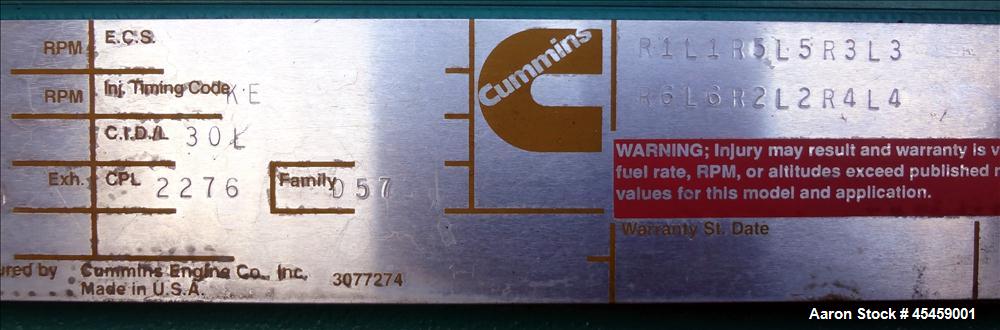 RPM E.C.S.
RPM Inj. Timing Code KE
C.I.D./L 30L
Exh. CPL 2276 Family D57
ured by Cummins Engine Co., Inc. 3077274
Made in U.S.A.
Cummins
R1L1R5L5R3L3
R6L6R2L2R4L4
WARNING; Injury may result and warranty is v
fuel rate, RPM, or altitudes exceed published r
values for this model and application.
Warranty St. Date
Aaron Stock # 45459001